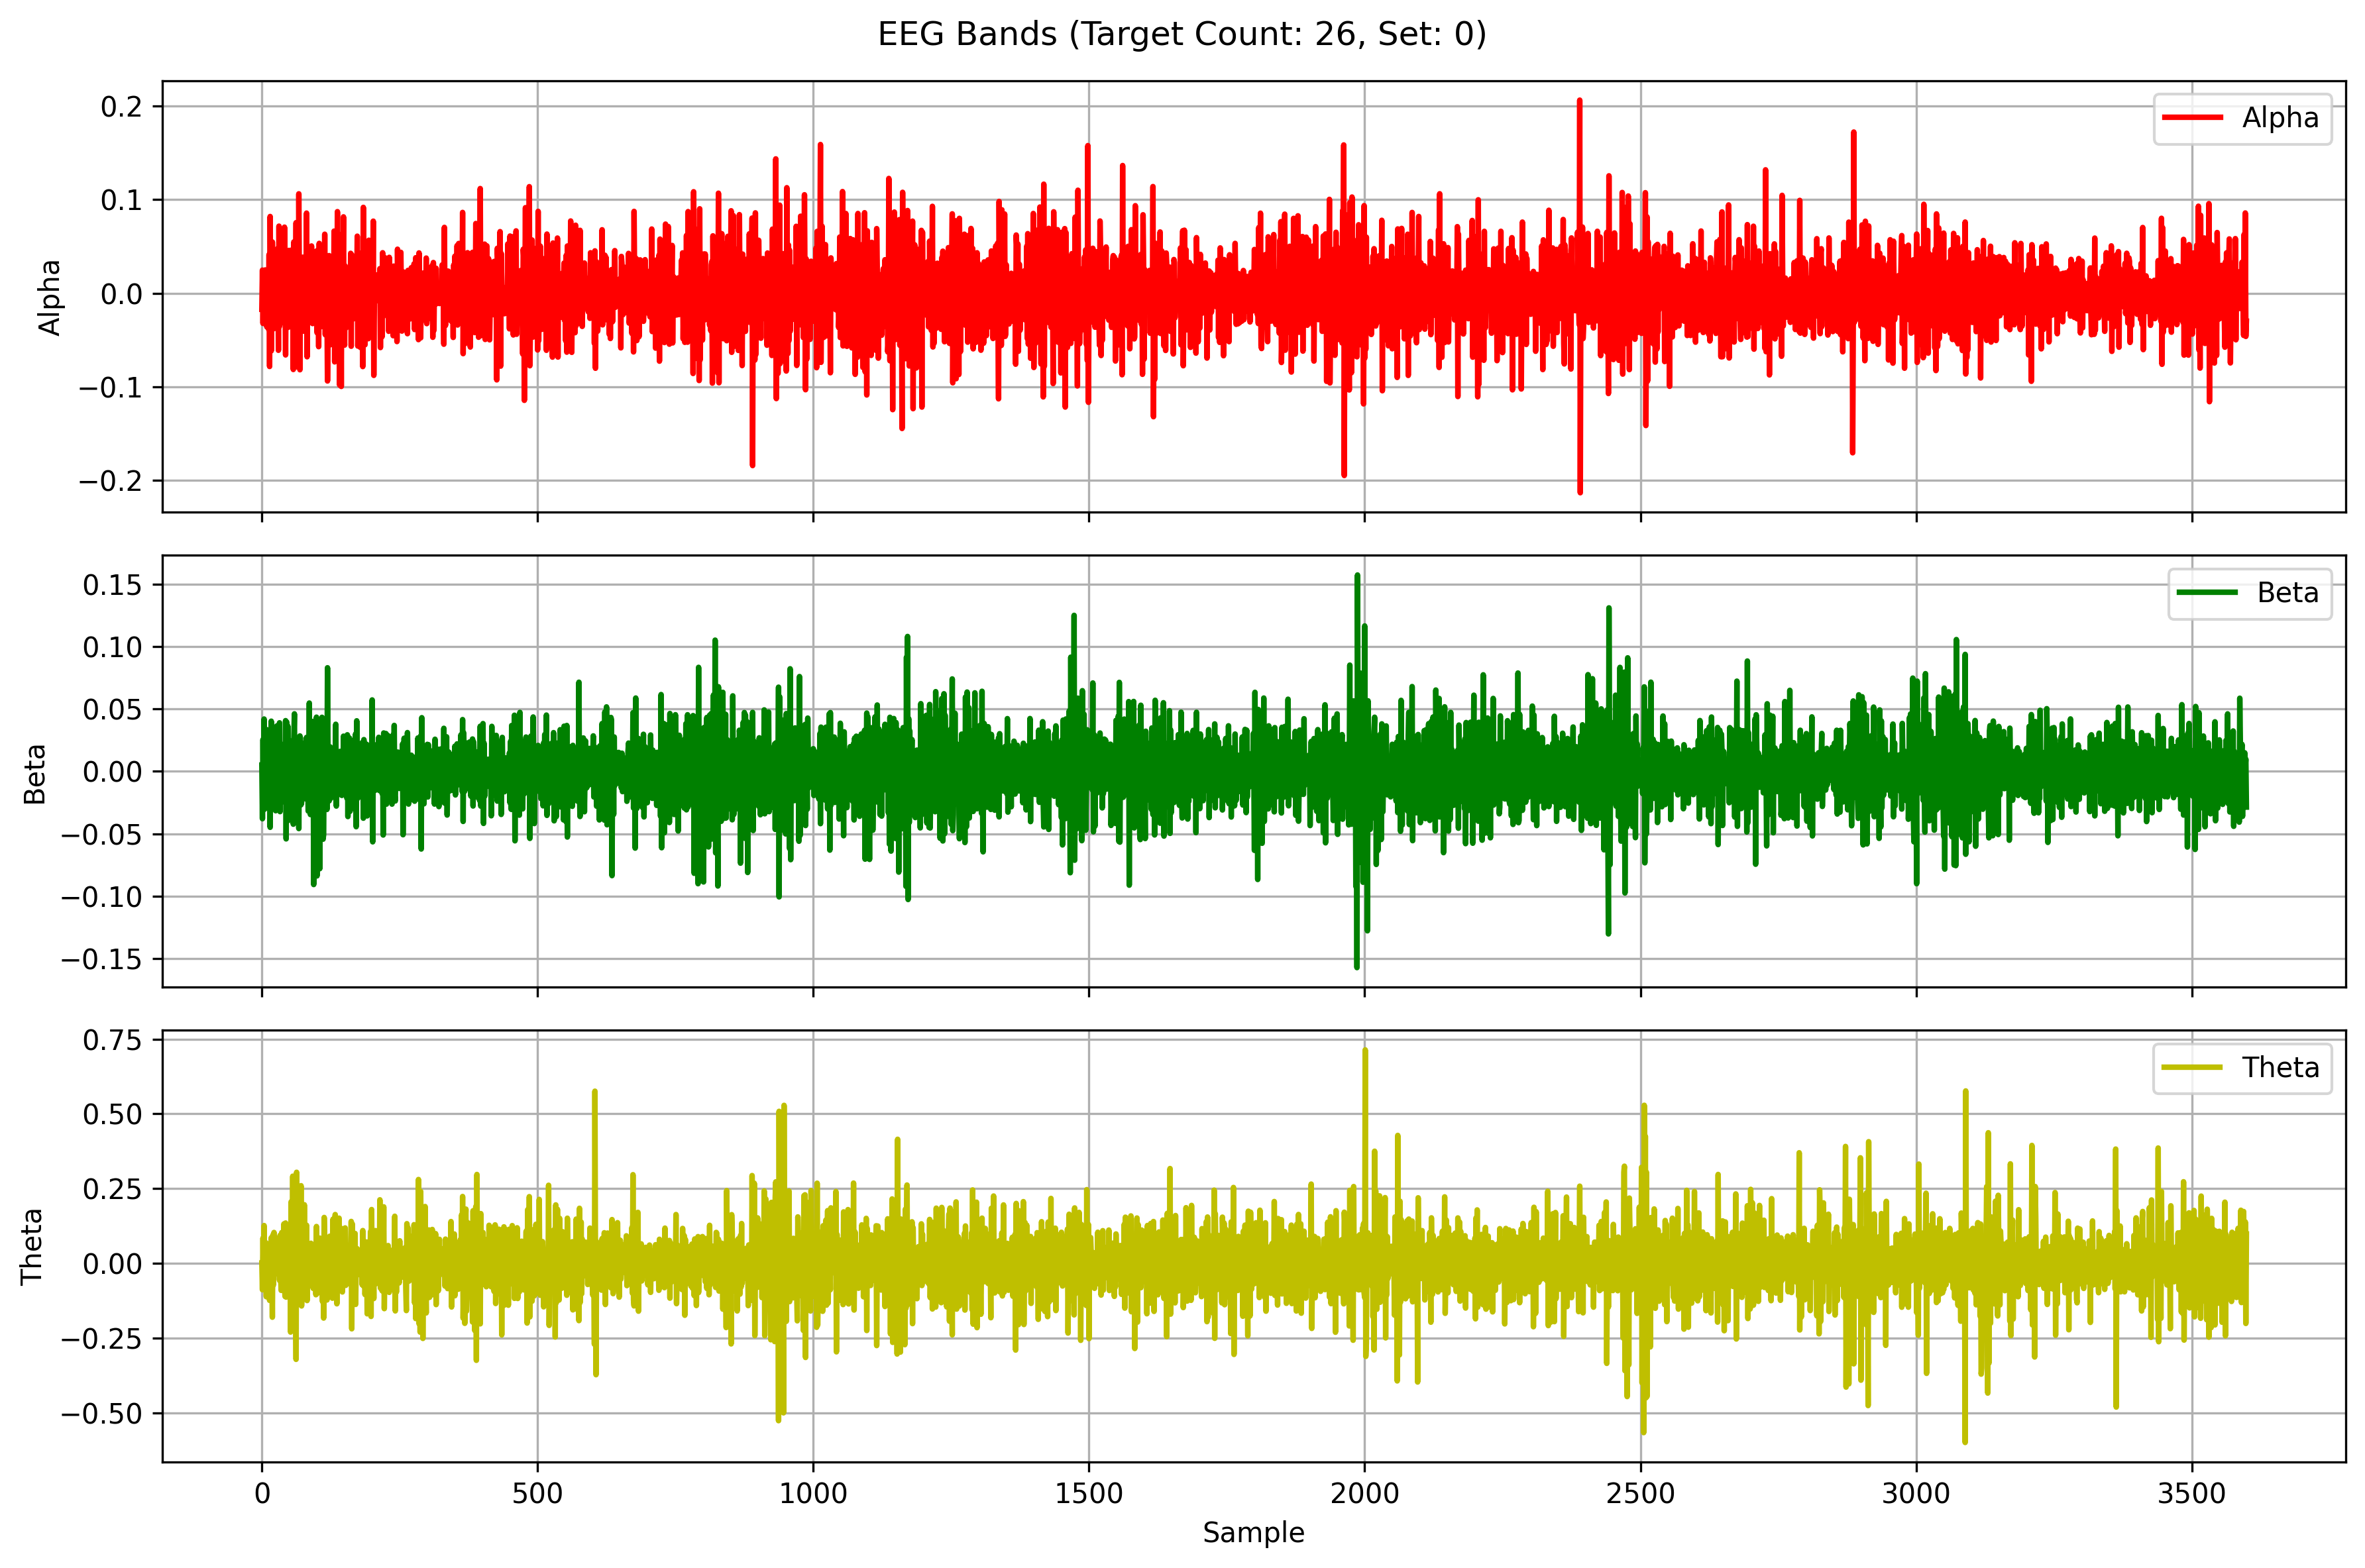 EEG Bands (Target Count: 26, Set: 0)
0.2
0.1
0.0
−0.1
−0.2
Alpha
Alpha
0.15
0.10
0.05
0.00
−0.05
−0.10
−0.15
Beta
Beta
0.75
0.50
0.25
0.00
−0.25
−0.50
Theta
Theta
0 500 1000 1500 2000 2500 3000 3500
Sample